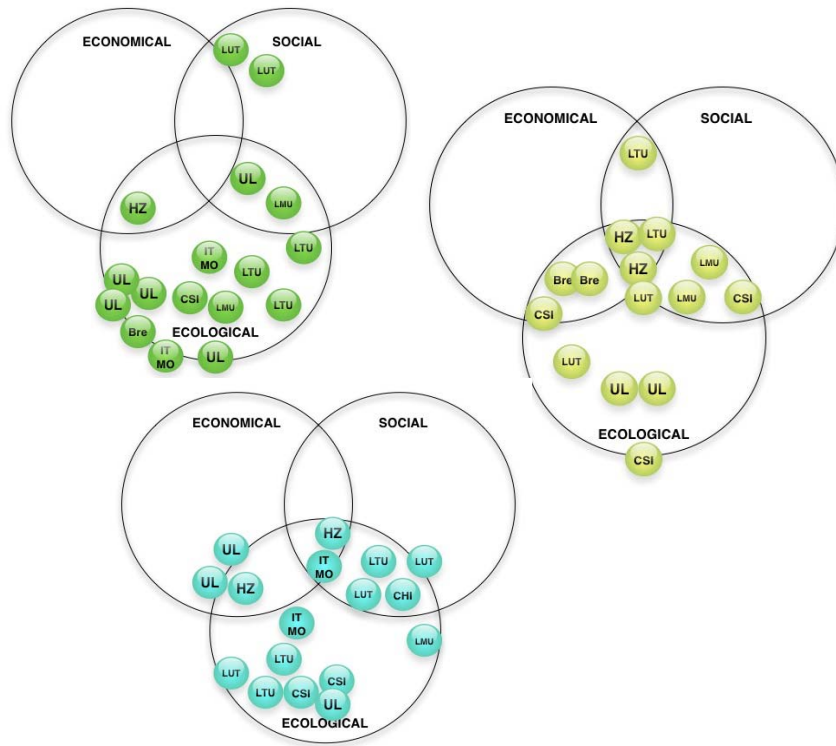 ECONOMICAL
SOCIAL
LUT
LUT
UL
LMU
HZ
LTU
IT
MO
LTU
UL
UL
UL
CSi
LMU
LTU
Bre
ECOLOGICAL
IT
MO
UL
ECONOMICAL
SOCIAL
LTU
HZ
LTU
HZ
LMU
Bre
Bre
LUT
LMU
CSi
CSi
LUT
UL
UL
ECOLOGICAL
CSi
ECONOMICAL
SOCIAL
HZ
UL
IT
MO
LTU
LUT
UL
HZ
LUT
CHi
IT
MO
LMU
LTU
LUT
LTU
CSi
CSi
UL
ECOLOGICAL